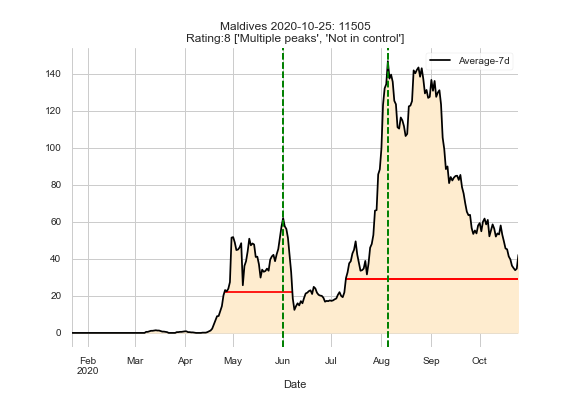 Maldives 2020-10-25: 11505
Rating:8 ['Multiple peaks', 'Not in control']
Average-7d
140
120
100
80
60
40
20
0
Feb Mar Apr May Jun Jul Aug Sep Oct
2020
Date